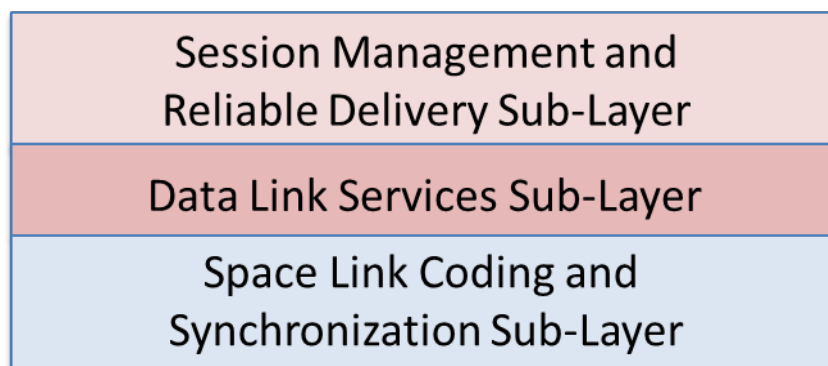 Session Management and
Reliable Delivery Sub-Layer
Data Link Services Sub-Layer
Space Link Coding and
Synchronization Sub-Layer